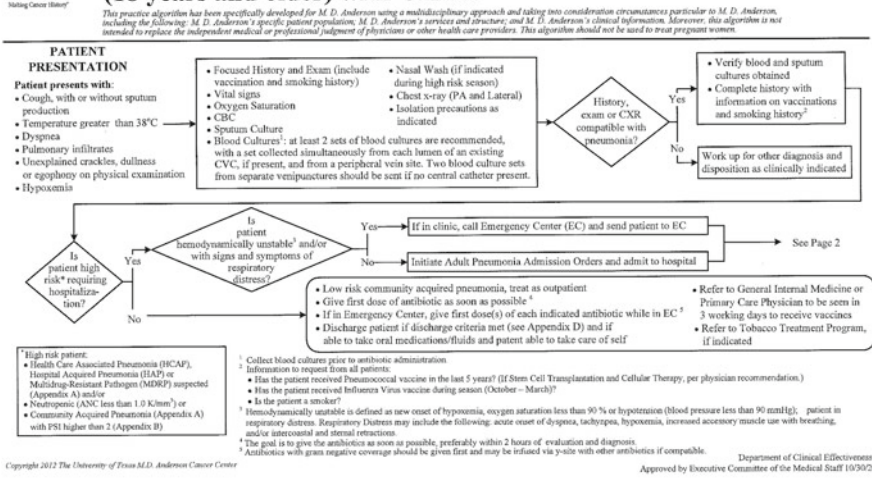 Making Cancer History®
(18 years and older)
This practice algorithm has been specifically developed for M. D. Anderson using a multidisciplinary approach and taking into consideration circumstances particular to M. D. Anderson,
including the following: M. D. Anderson's specific patient population; M. D. Anderson's services and structure; and M. D. Anderson's clinical information. Moreover, this algorithm is not
intended to replace the independent medical or professional judgment of physicians or other health care providers. This algorithm should not be used to treat pregnant women.
PATIENT
PRESENTATION
Patient presents with:
• Cough, with or without sputum
production
• Temperature greater than 38°C
• Dyspnea
• Pulmonary infiltrates
• Unexplained crackles, dullness
or egophony on physical examination
• Hypoxemia
• Focused History and Exam (include
vaccination and smoking history)
• Vital signs
• Oxygen Saturation
• CBC
• Sputum Culture
• Nasal Wash (if indicated
during high risk season)
• Chest x-ray (PA and Lateral)
• Isolation precautions as
indicated
• Blood Cultures¹: at least 2 sets of blood cultures are recommended,
with a set collected simultaneously from each lumen of an existing
CVC, if present, and from a peripheral vein site. Two blood culture sets
from separate venipunctures should be sent if no central catheter present.
History,
exam or CXR
compatible with
pneumonia?
Yes
No
• Verify blood and sputum
cultures obtained
• Complete history with
information on vaccinations
and smoking history²
Work up for other diagnosis and
disposition as clinically indicated
Is
patient high
risk* requiring
hospitaliza-
tion?
Yes
No
Is
patient
hemodynamically unstable³ and/or
with signs and symptoms of
respiratory
distress?
Yes
No
If in clinic, call Emergency Center (EC) and send patient to EC
Initiate Adult Pneumonia Admission Orders and admit to hospital
See Page 2
• Low risk community acquired pneumonia, treat as outpatient
• Give first dose of antibiotic as soon as possible ⁴
• If in Emergency Center, give first dose(s) of each indicated antibiotic while in EC ⁵
• Discharge patient if discharge criteria met (see Appendix D) and if
able to take oral medications/fluids and patent able to take care of self
• Refer to General Internal Medicine or
Primary Care Physician to be seen in
3 working days to receive vaccines
• Refer to Tobacco Treatment Program,
if indicated
* High risk patient:
• Health Care Associated Pneumonia (HCAP),
Hospital Acquired Pneumonia (HAP) or
Multidrug-Resistant Pathogen (MDRP) suspected
(Appendix A) and/or
• Neutropenic (ANC less than 1.0 K/mm³) or
• Community Acquired Pneumonia (Appendix A)
with PSI higher than 2 (Appendix B)
¹ Collect blood cultures prior to antibiotic administration
² Information to request from all patients:
• Has the patient received Pneumococcal vaccine in the last 5 years? (If Stem Cell Transplantation and Cellular Therapy, per physician recommendation.)
• Has the patient received Influenza Virus vaccine during season (October – March)?
• Is the patient a smoker?
³ Hemodynamically unstable is defined as new onset of hypoxemia, oxygen saturation less than 90 % or hypotension (blood pressure less than 90 mmHg); patient in
respiratory distress. Respiratory Distress may include the following: acute onset of dyspnea, tachypnea, hypoxemia, increased accessory muscle use with breathing,
and/or intercostal and sternal retractions.
⁴ The goal is to give the antibiotics as soon as possible, preferably within 2 hours of evaluation and diagnosis.
⁵ Antibiotics with gram negative coverage should be given first and may be infused via y-site with other antibiotics if compatible.
Copyright 2012 The University of Texas M.D. Anderson Cancer Center
Department of Clinical Effectiveness
Approved by Executive Committee of the Medical Staff 10/30/2